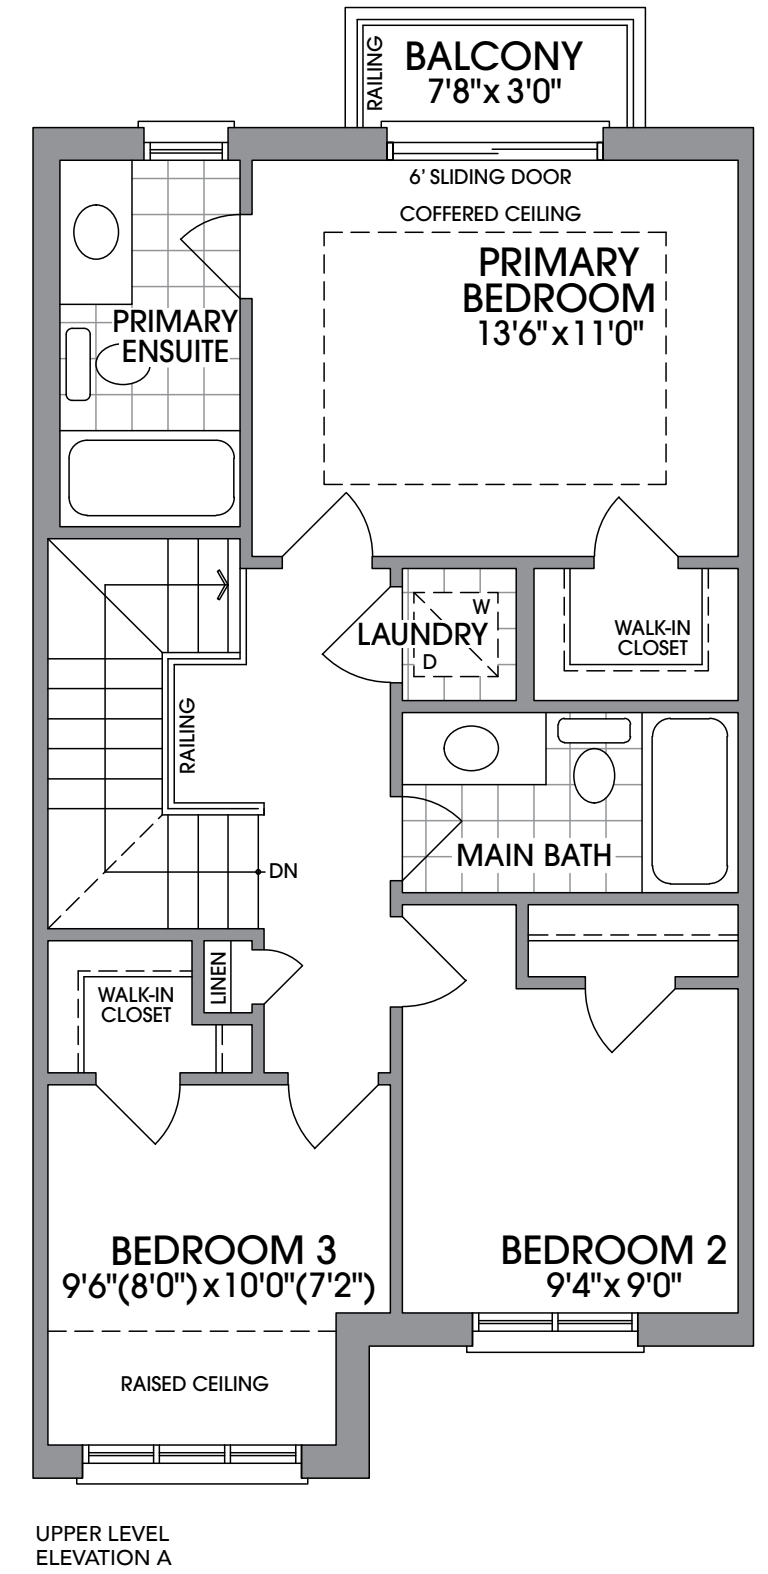 RAILING
BALCONY
7'8"x 3'0"
6' SLIDING DOOR
COFFERED CEILING
PRIMARY
BEDROOM
13'6"x11'0"
PRIMARY
ENSUITE
W
LAUNDRY
D
WALK-IN
CLOSET
RAILING
MAIN BATH
DN
LINEN
WALK-IN
CLOSET
BEDROOM 3
9'6"(8'0")x10'0"(7'2")
BEDROOM 2
9'4"x 9'0"
RAISED CEILING
UPPER LEVEL
ELEVATION A